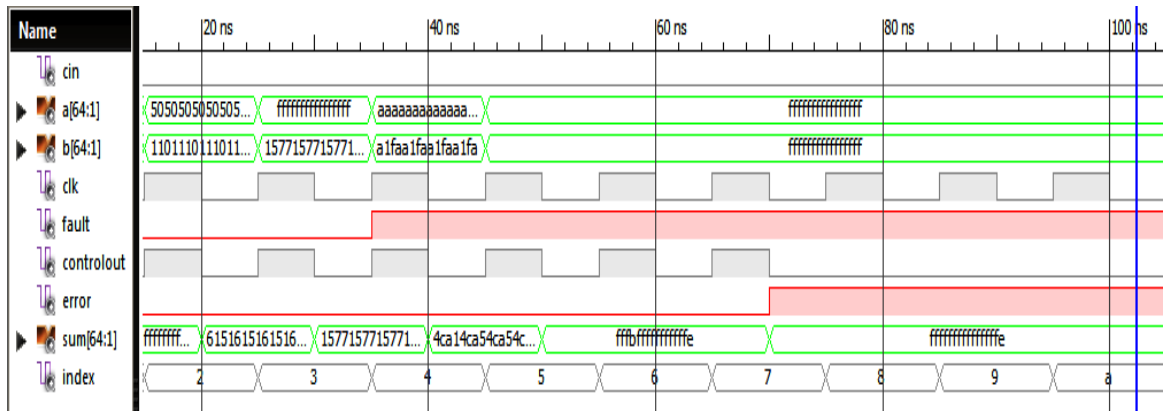 Name 20 ns 40 ns 60 ns 80 ns 100 ns
cin
a[64:1] 5050505050505... ffffffffffffffff aaaaaaaaaaaaa... ffffffffffffffff
b[64:1] 1101110111011... 1577157715771... a1faa1faa1faa1fa ffffffffffffffff
clk
fault
controlout
error
sum[64:1] ffffffff... 6151615161516... 1577157715771... 4ca14ca54ca54c... fffbfffffffffffe fffffffffffffffe
index 2 3 4 5 6 7 8 9 a